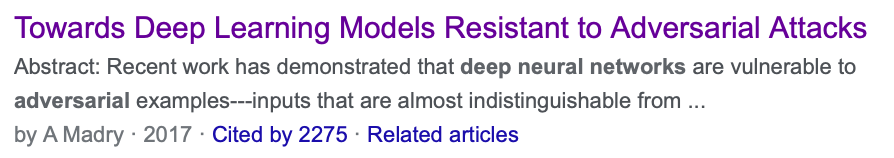 Towards Deep Learning Models Resistant to Adversarial Attacks
Abstract: Recent work has demonstrated that deep neural networks are vulnerable to
adversarial examples---inputs that are almost indistinguishable from ...
by A Madry · 2017 · Cited by 2275 · Related articles